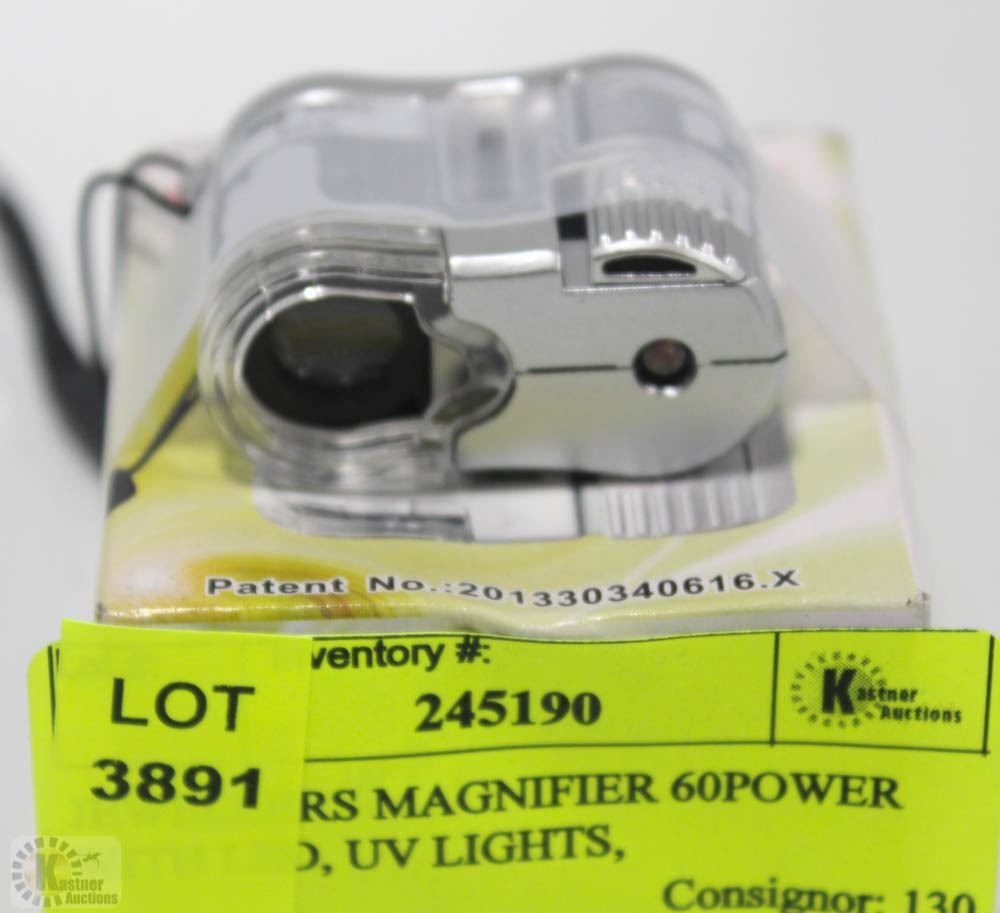 Patent No.:201330340616.X
LOT
3891
ventory #:
245190
Kastner
Auctions
RS MAGNIFIER 60POWER
D, UV LIGHTS,
Consignor: 130
Kastner
Auctions